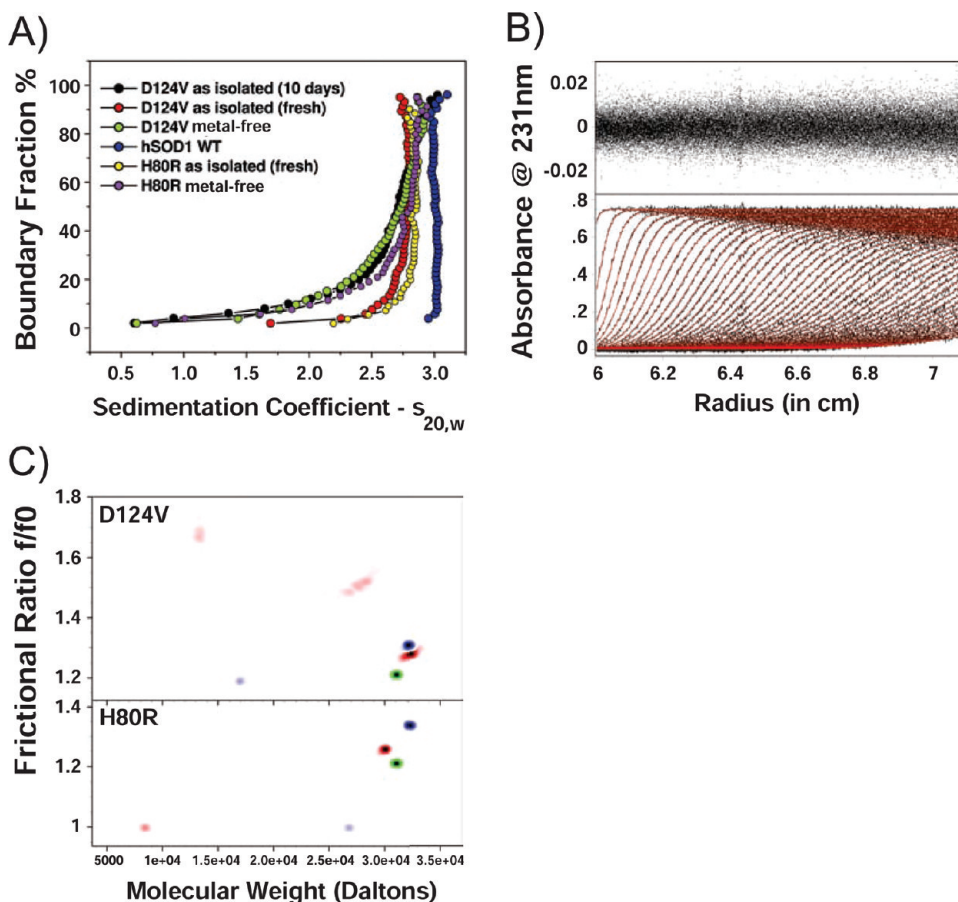 A)
Boundary Fraction %
100
80
60
40
20
0
D124V as isolated (10 days)
D124V as isolated (fresh)
D124V metal-free
hSOD1 WT
H80R as isolated (fresh)
H80R metal-free
0.5 1.0 1.5 2.0 2.5 3.0
Sedimentation Coefficient - s20,w
B)
Absorbance @ 231nm
0.02
0
-0.02
.8
.6
.4
.2
0
6 6.2 6.4 6.6 6.8 7
Radius (in cm)
C)
Frictional Ratio f/f0
1.8
D124V
1.6
1.4
1.2
1.4
H80R
1.2
1
5000 1e+04 1.5e+04 2e+04 2.5e+04 3.0e+04 3.5e+04
Molecular Weight (Daltons)